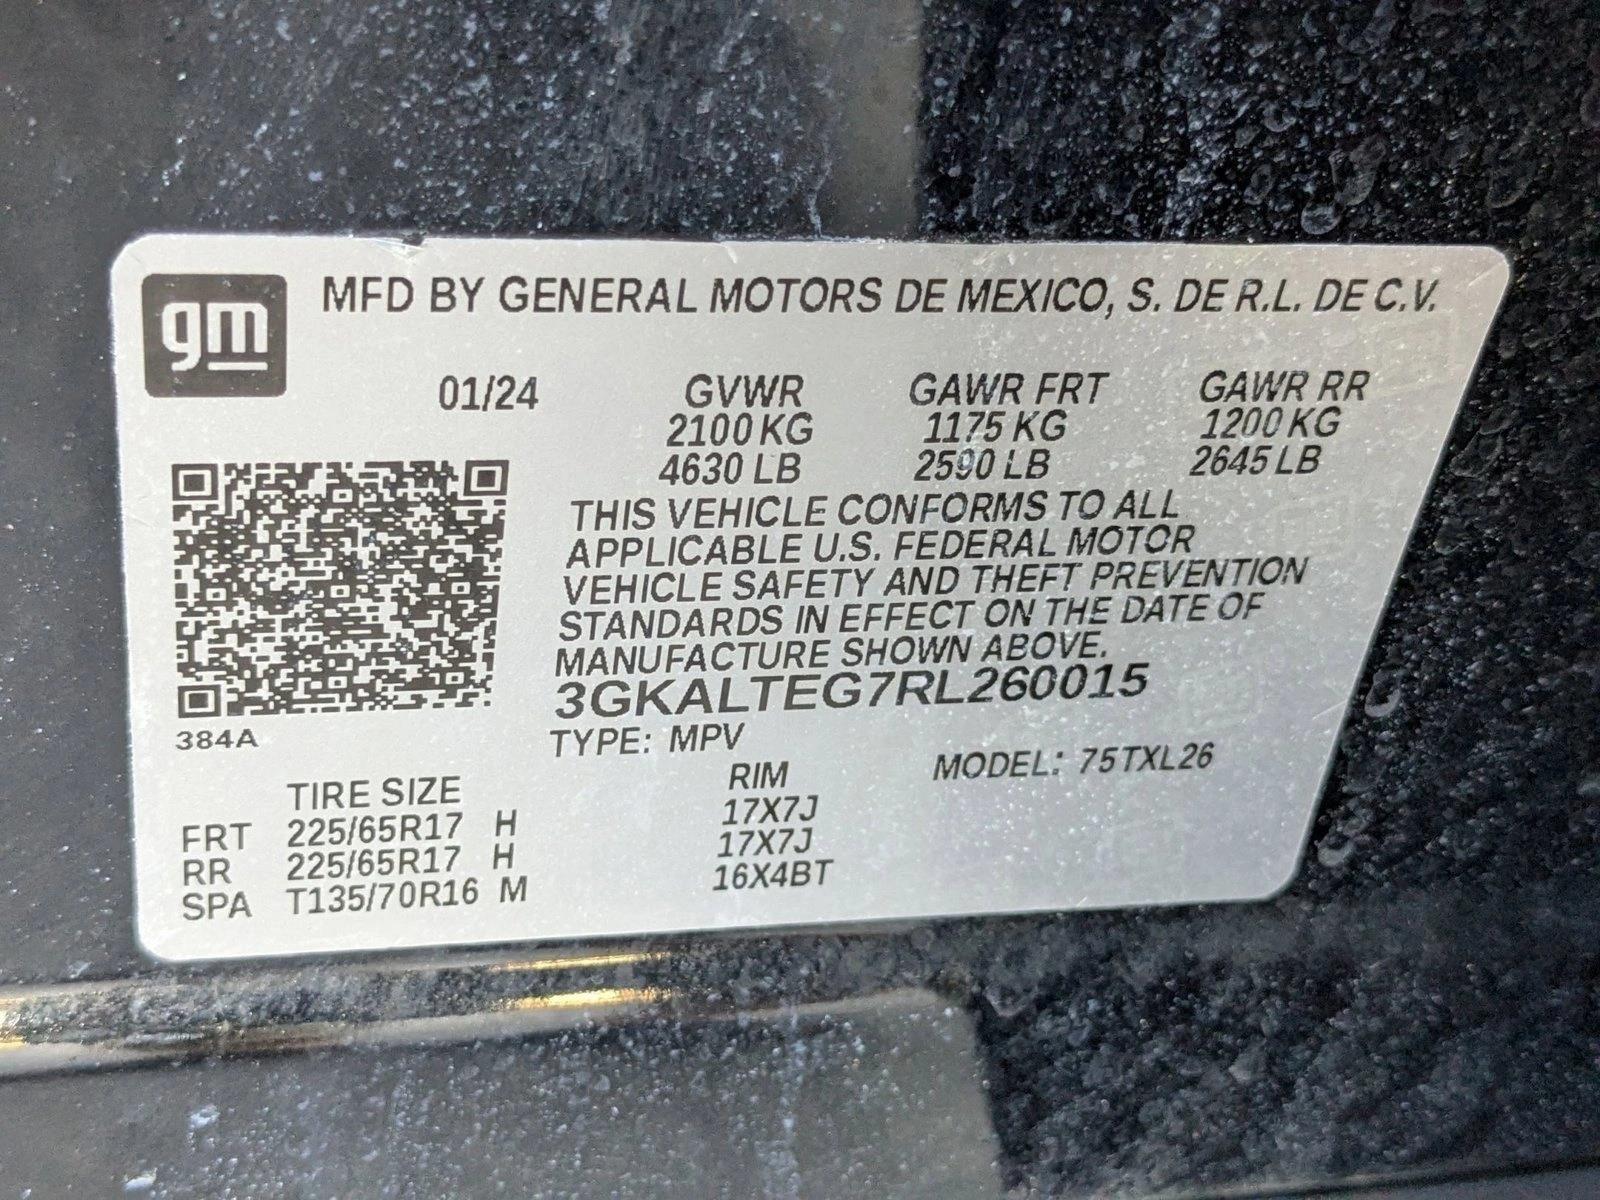 gm
MFD BY GENERAL MOTORS DE MEXICO, S. DE R.L. DE C.V.
01/24 GVWR GAWR FRT GAWR RR
2100 KG 1175 KG 1200 KG
4630 LB 2590 LB 2645 LB
THIS VEHICLE CONFORMS TO ALL
APPLICABLE U.S. FEDERAL MOTOR
VEHICLE SAFETY AND THEFT PREVENTION
STANDARDS IN EFFECT ON THE DATE OF
MANUFACTURE SHOWN ABOVE.
3GKALTEG7RL260015
384A
TYPE: MPV MODEL: 75TXL26
TIRE SIZE RIM
FRT 225/65R17 H 17X7J
RR 225/65R17 H 17X7J
SPA T135/70R16 M 16X4BT